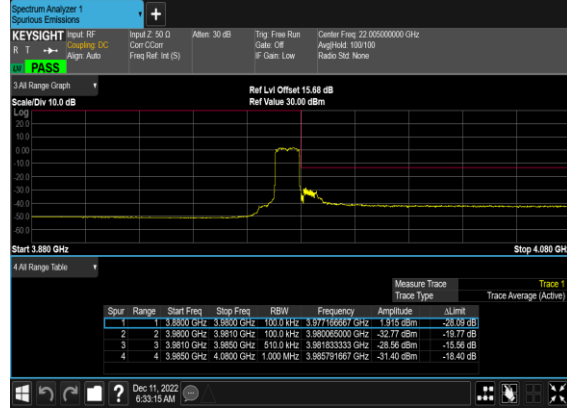 Spectrum Analyzer 1
Spurious Emissions
+
KEYSIGHT Input: RF Input Z: 50 Ω Atten: 30 dB Trig: Free Run Center Freq: 22.005000000 GHz
R T Coupling: DC Corr CCorr Gate: Off Avg|Hold: 100/100
Align: Auto Freq Ref: Int (S) IF Gain: Low Radio Std: None
PASS
3 All Range Graph
Ref Lvl Offset 15.68 dB
Scale/Div 10.0 dB Ref Value 30.00 dBm
Log
20.0
10.0
0.00
-10.0
-20.0
-30.0
-40.0
-50.0
-60.0
Start 3.880 GHz Stop 4.080 GHz
4 All Range Table
Measure Trace Trace 1
Trace Type Trace Average (Active)
Spur Range Start Freq Stop Freq RBW Frequency Amplitude ΔLimit
1 1 3.8800 GHz 3.9800 GHz 100.0 kHz 3.977166667 GHz 1.915 dBm -28.09 dB
2 2 3.9800 GHz 3.9810 GHz 100.0 kHz 3.980065000 GHz -32.77 dBm -19.77 dB
3 3 3.9810 GHz 3.9850 GHz 510.0 kHz 3.981833333 GHz -28.56 dBm -15.56 dB
4 4 3.9850 GHz 4.0800 GHz 1.000 MHz 3.985791667 GHz -31.40 dBm -18.40 dB
? Dec 11, 2022
6:33:15 AM